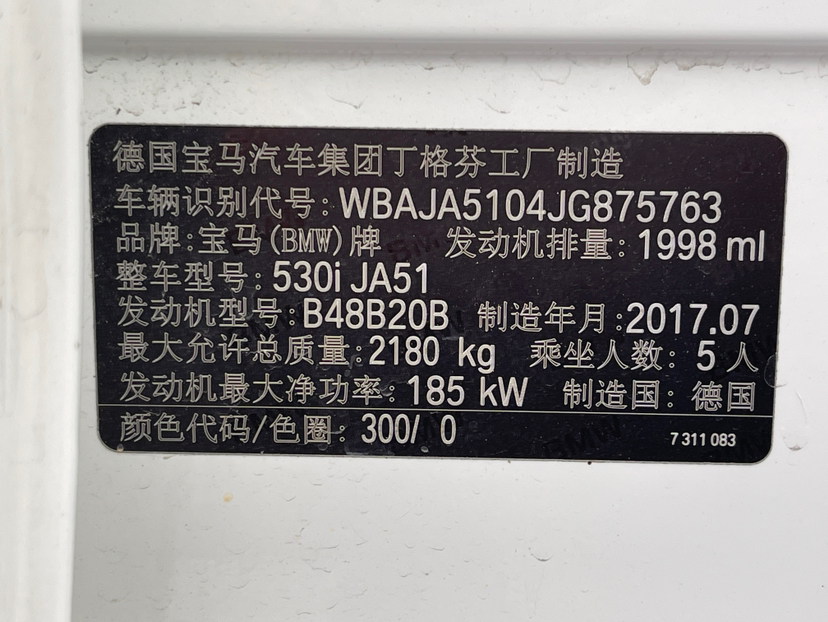 德国宝马汽车集团丁格芬工厂制造
车辆识别代号: WBAJA5104JG875763
品牌:宝马(BMW)牌 发动机排量:1998 ml
整车型号: 530i JA51
发动机型号: B48B20B 制造年月:2017.07
最大允许总质量:2180 kg 乘坐人数: 5 人
发动机最大净功率: 185 kW 制造国: 德国
颜色代码/色圈: 300/ 0 7 311 083